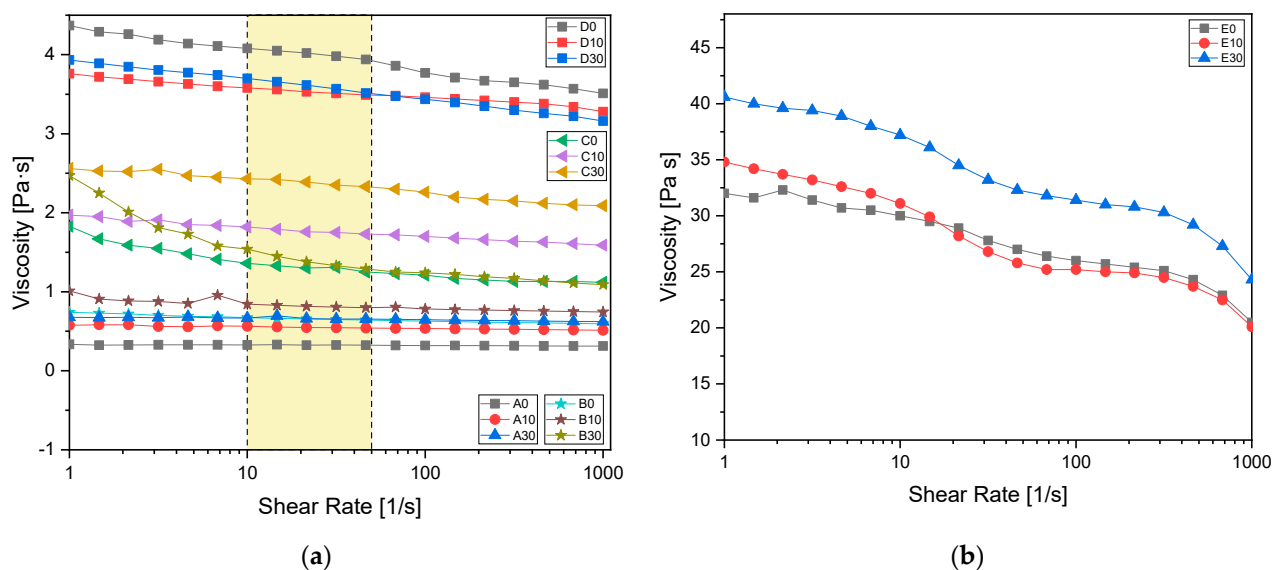 D0
D10
D30
C0
C10
C30
A0
A10
A30
B0
B10
B30
4
3
2
1
0
-1
1
10
100
1000
Viscosity [Pa·s]
Shear Rate [1/s]
(a)
E0
E10
E30
45
40
35
30
25
20
15
10
1
10
100
1000
Viscosity [Pa s]
Shear Rate [1/s]
(b)